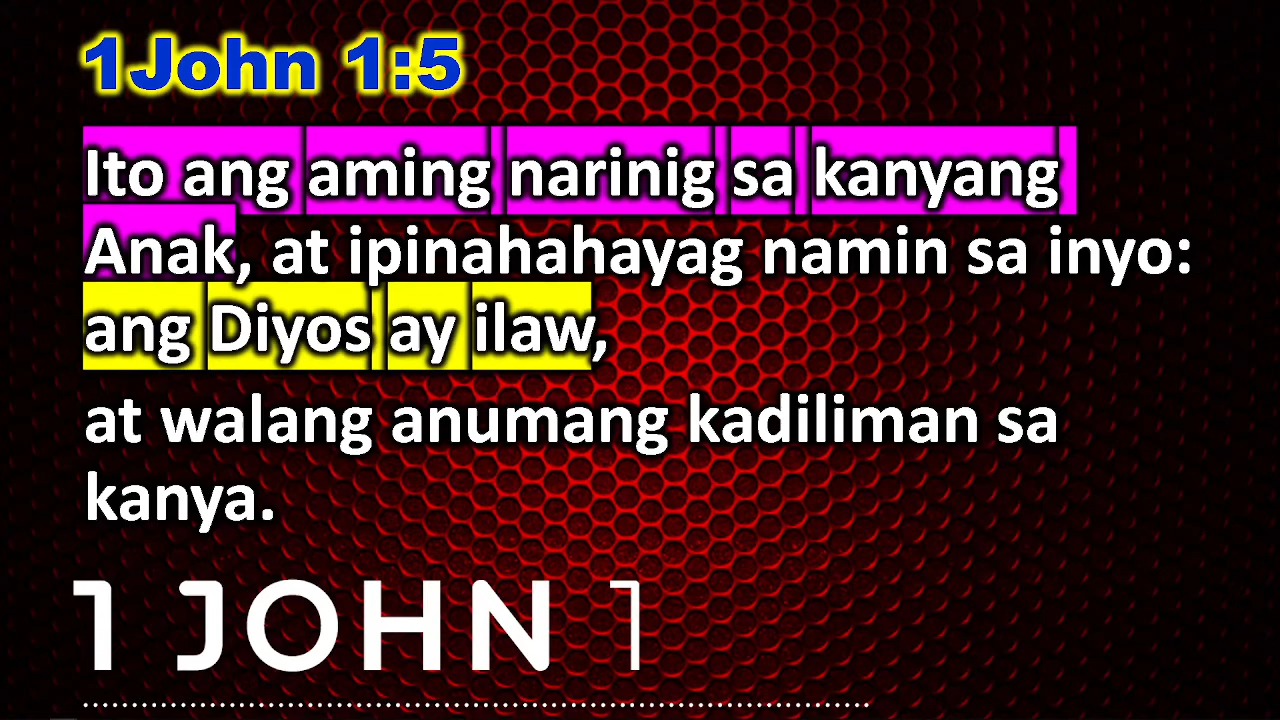 1John 1:5
Ito ang aming narinig sa kanyang
Anak, at ipinahahayag namin sa inyo:
ang Diyos ay ilaw,
at walang anumang kadiliman sa
kanya.
1 JOHN 1